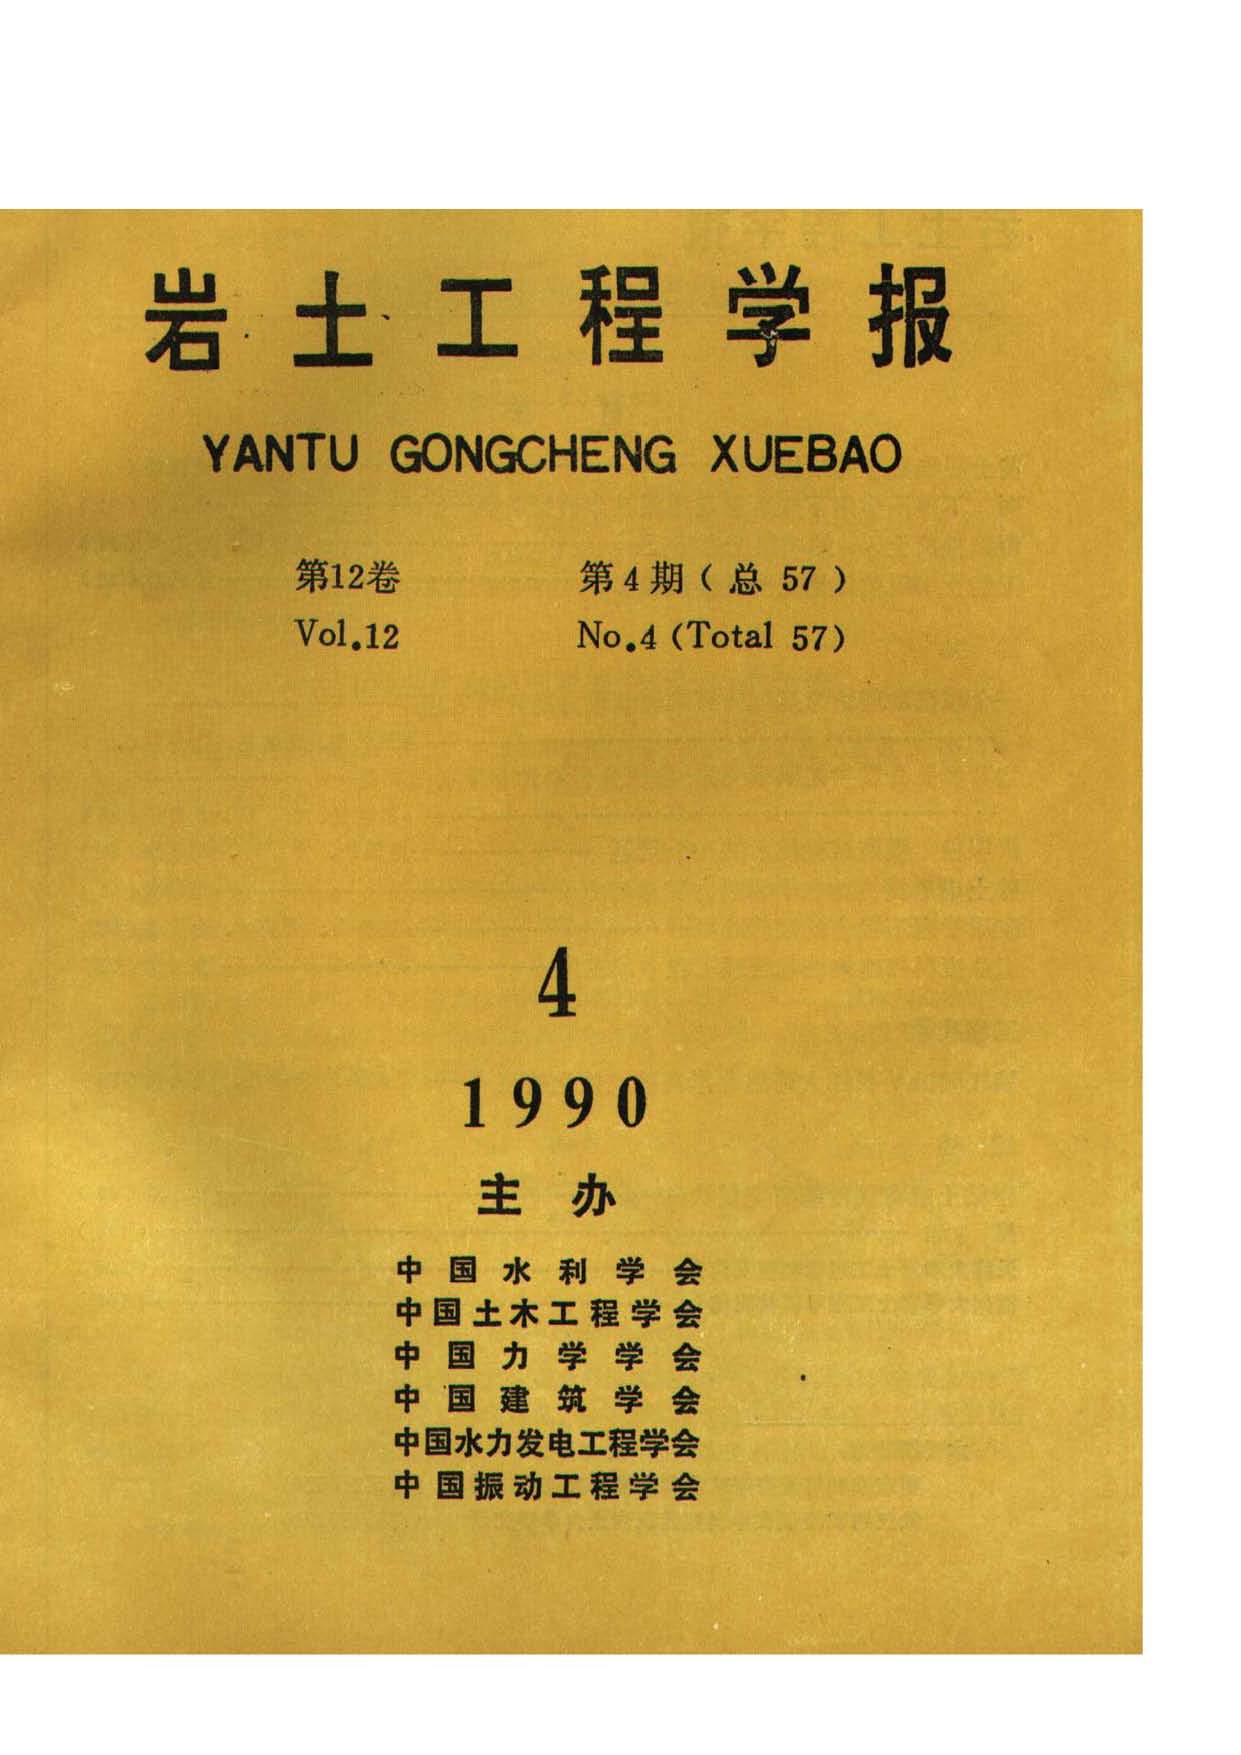 岩土工程学报
YANTU GONGCHENG XUEBAO
第12卷 第4期(总 57)
Vol.12 No.4(Total 57)
4
1990
主办
中国水利学会
中国土木工程学会
中国力学学会
中国建筑学会
中国水力发电工程学会
中国振动工程学会